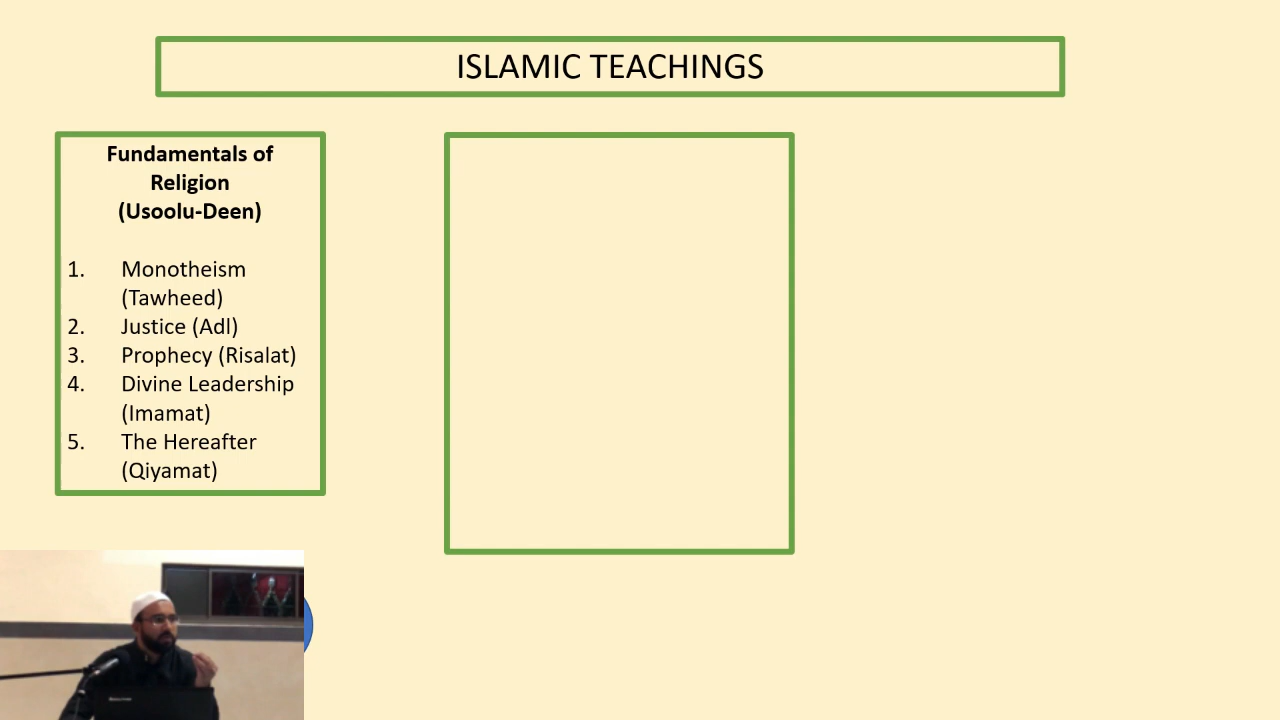 ISLAMIC TEACHINGS
Fundamentals of
Religion
(Usoolu-Deen)
1. Monotheism
(Tawheed)
2. Justice (Adl)
3. Prophecy (Risalat)
4. Divine Leadership
(Imamat)
5. The Hereafter
(Qiyamat)